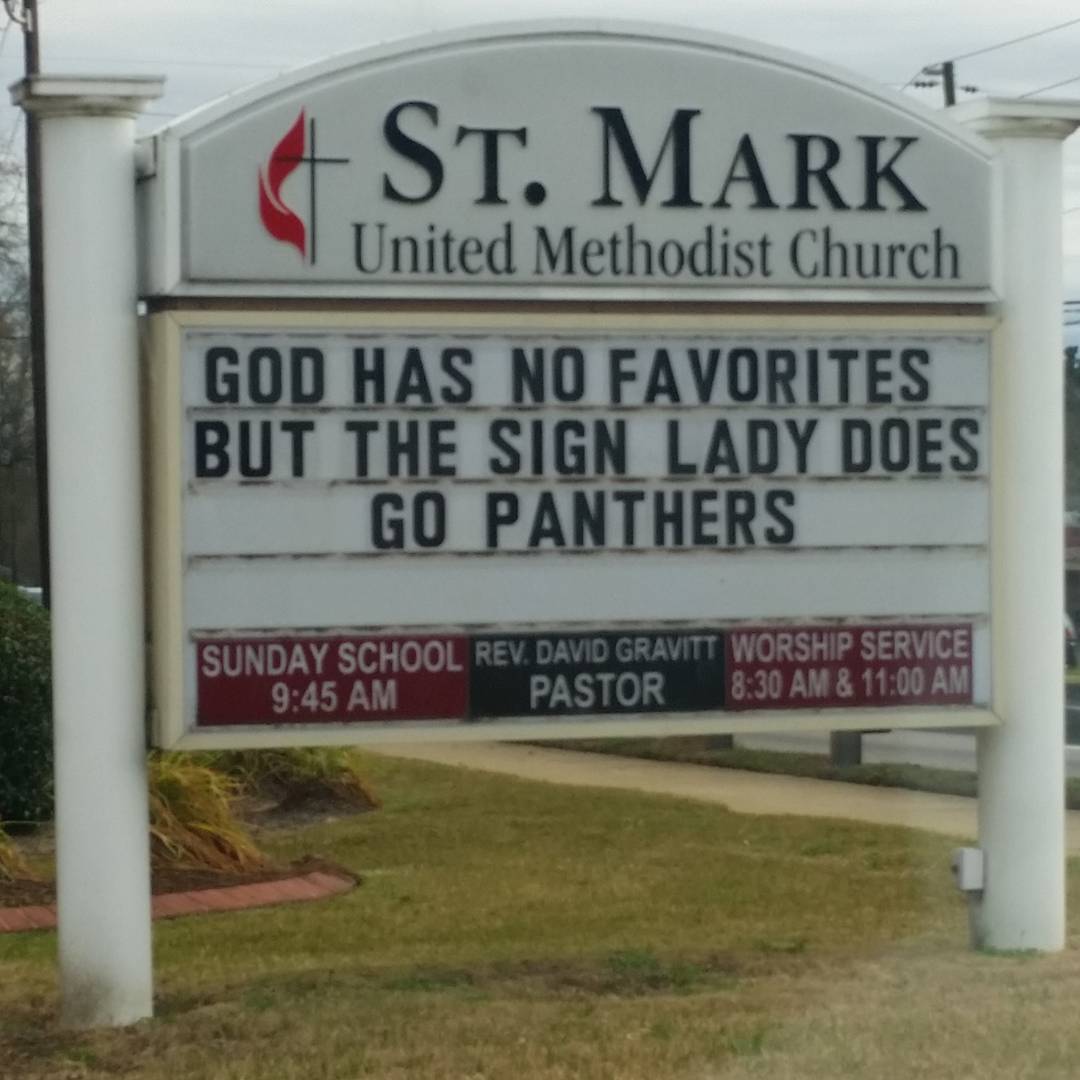 St. Mark
United Methodist Church
GOD HAS NO FAVORITES
BUT THE SIGN LADY DOES
GO PANTHERS
SUNDAY SCHOOL
9:45 AM
REV. DAVID GRAVITT
PASTOR
WORSHIP SERVICE
8:30 AM & 11:00 AM